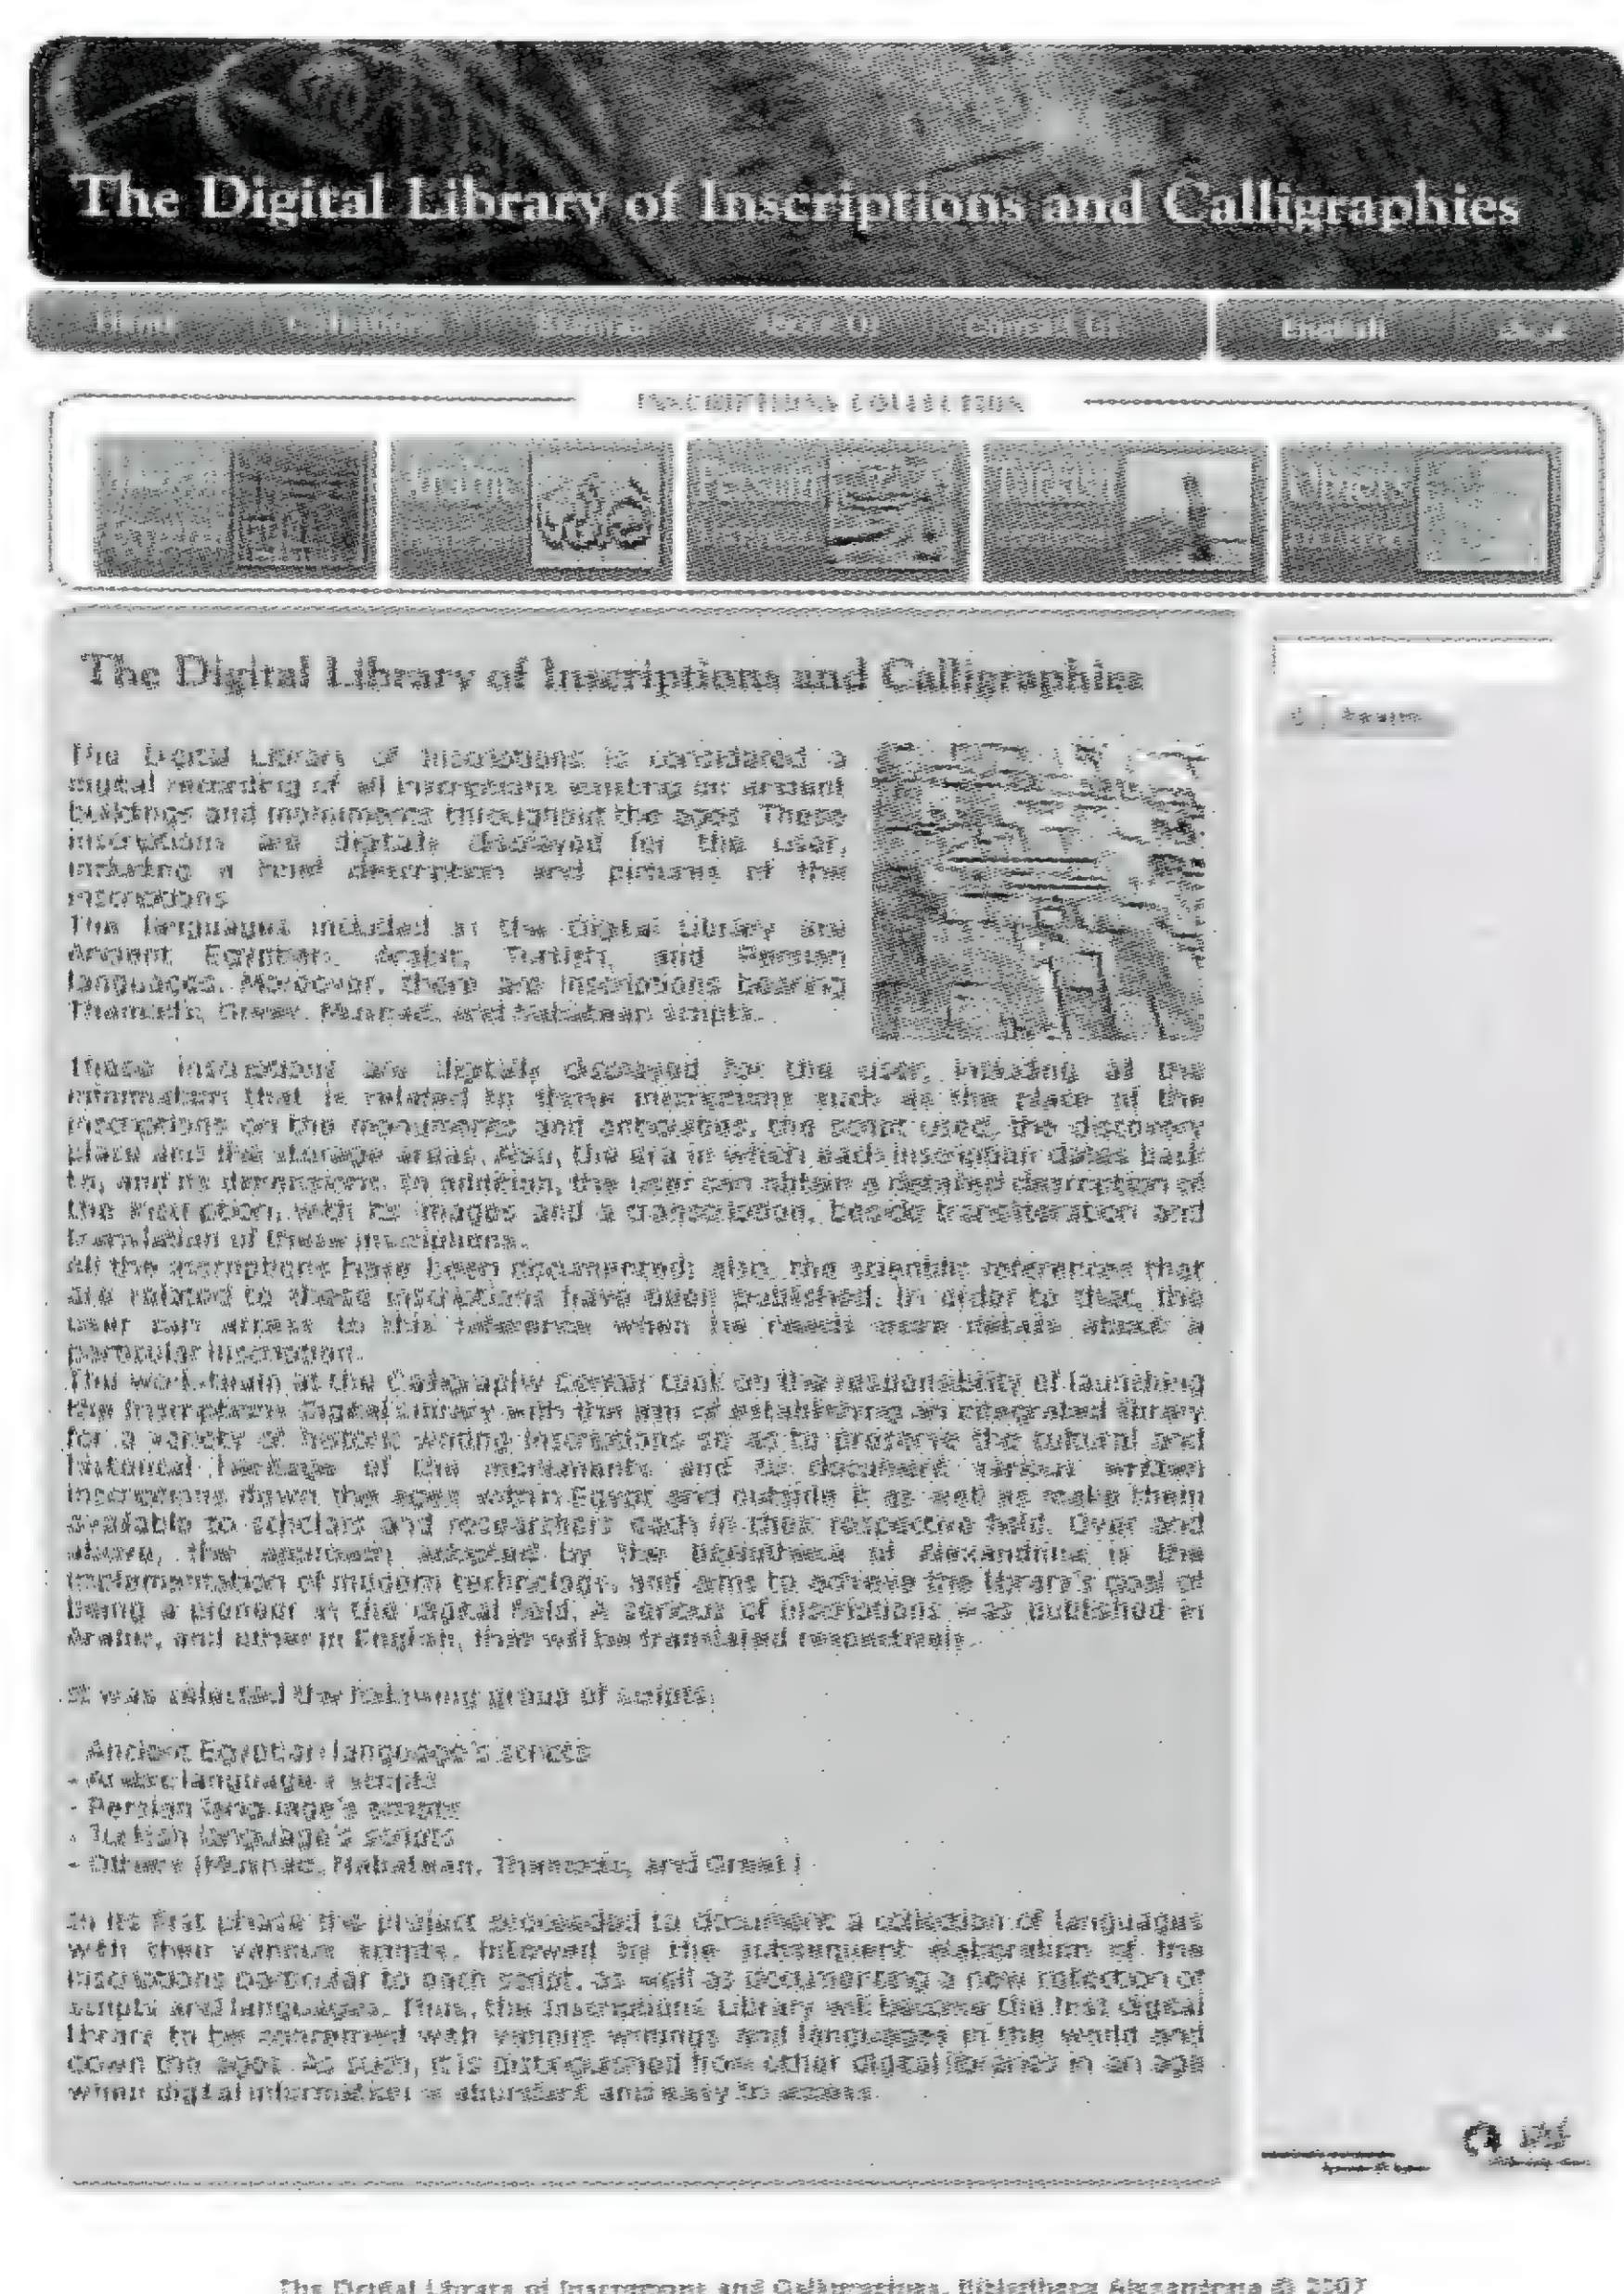 The Digital Library of Inscriptions and Calligraphies
Home Collections About Us Contact Us English عربي
INSCRIPTIONS COLLECTION
Arabic Persian Turkish Others
The Digital Library of Inscriptions and Calligraphies
The Digital Library of Inscriptions is considered a
digital recording of all inscriptions existing on ancient
buildings and monuments throughout the ages. These
inscriptions are digitally displayed for the user,
including a brief description and pictures of the
inscriptions.
The languages included at the Digital Library are
Ancient Egyptian, Arabic, Turkish, and Persian
languages. Moreover, there are inscriptions bearing
Thamudic, Greek, Musnad, and Nabataean scripts.
These inscriptions are digitally displayed for the user, including all the
information that is related to these inscriptions such as the place of the
inscriptions on the monuments and antiquities, the script used, the discovery
place and the storage areas. Also, the era in which each inscription dates back
to, and its dimensions. In addition, the user can obtain a detailed description of
the inscription, with its images and a transcription, beside transliteration and
translation of these inscriptions.
All the inscriptions have been documented; also, the scientific references that
are related to these inscriptions have been published. In order to that, the
user can access to this reference when he needs more details about a
particular inscription.
The work-team at the Calligraphy Center took on the responsibility of launching
the Inscriptions Digital Library with the aim of establishing an integrated library
for a variety of historic writing inscriptions so as to preserve the cultural and
historical heritage of the monuments and to document various written
inscriptions down the ages within Egypt and outside it as well as make them
available to scholars and researchers each in their respective field. Over and
above, the approach adopted by the Bibliotheca of Alexandrina is the
implementation of modern technology, and aims to achieve the library's goal of
being a pioneer in the digital field. A serious of inscriptions was published in
Arabic, and other in English, that will be translated respectively.
It was selected the following group of scripts:
- Ancient Egyptian language's scripts
- Arabic language's scripts
- Persian language's scripts
- Turkish language's scripts
- Others (Musnad, Nabataean, Thamudic, and Greek)
In its first phase the project proceeded to document a collection of languages
with their various scripts, followed by the subsequent elaboration of the
inscriptions particular to each script, as well as documenting a new collection of
scripts and languages. Thus, the Inscriptions Library will become the first digital
library to be concerned with various writings and languages in the world and
down the ages. As such, it is distinguished from other digital libraries in an age
when digital information is abundant and easy to access.
The Digital Library of Inscriptions and Calligraphies, Bibliotheca Alexandrina © 2007